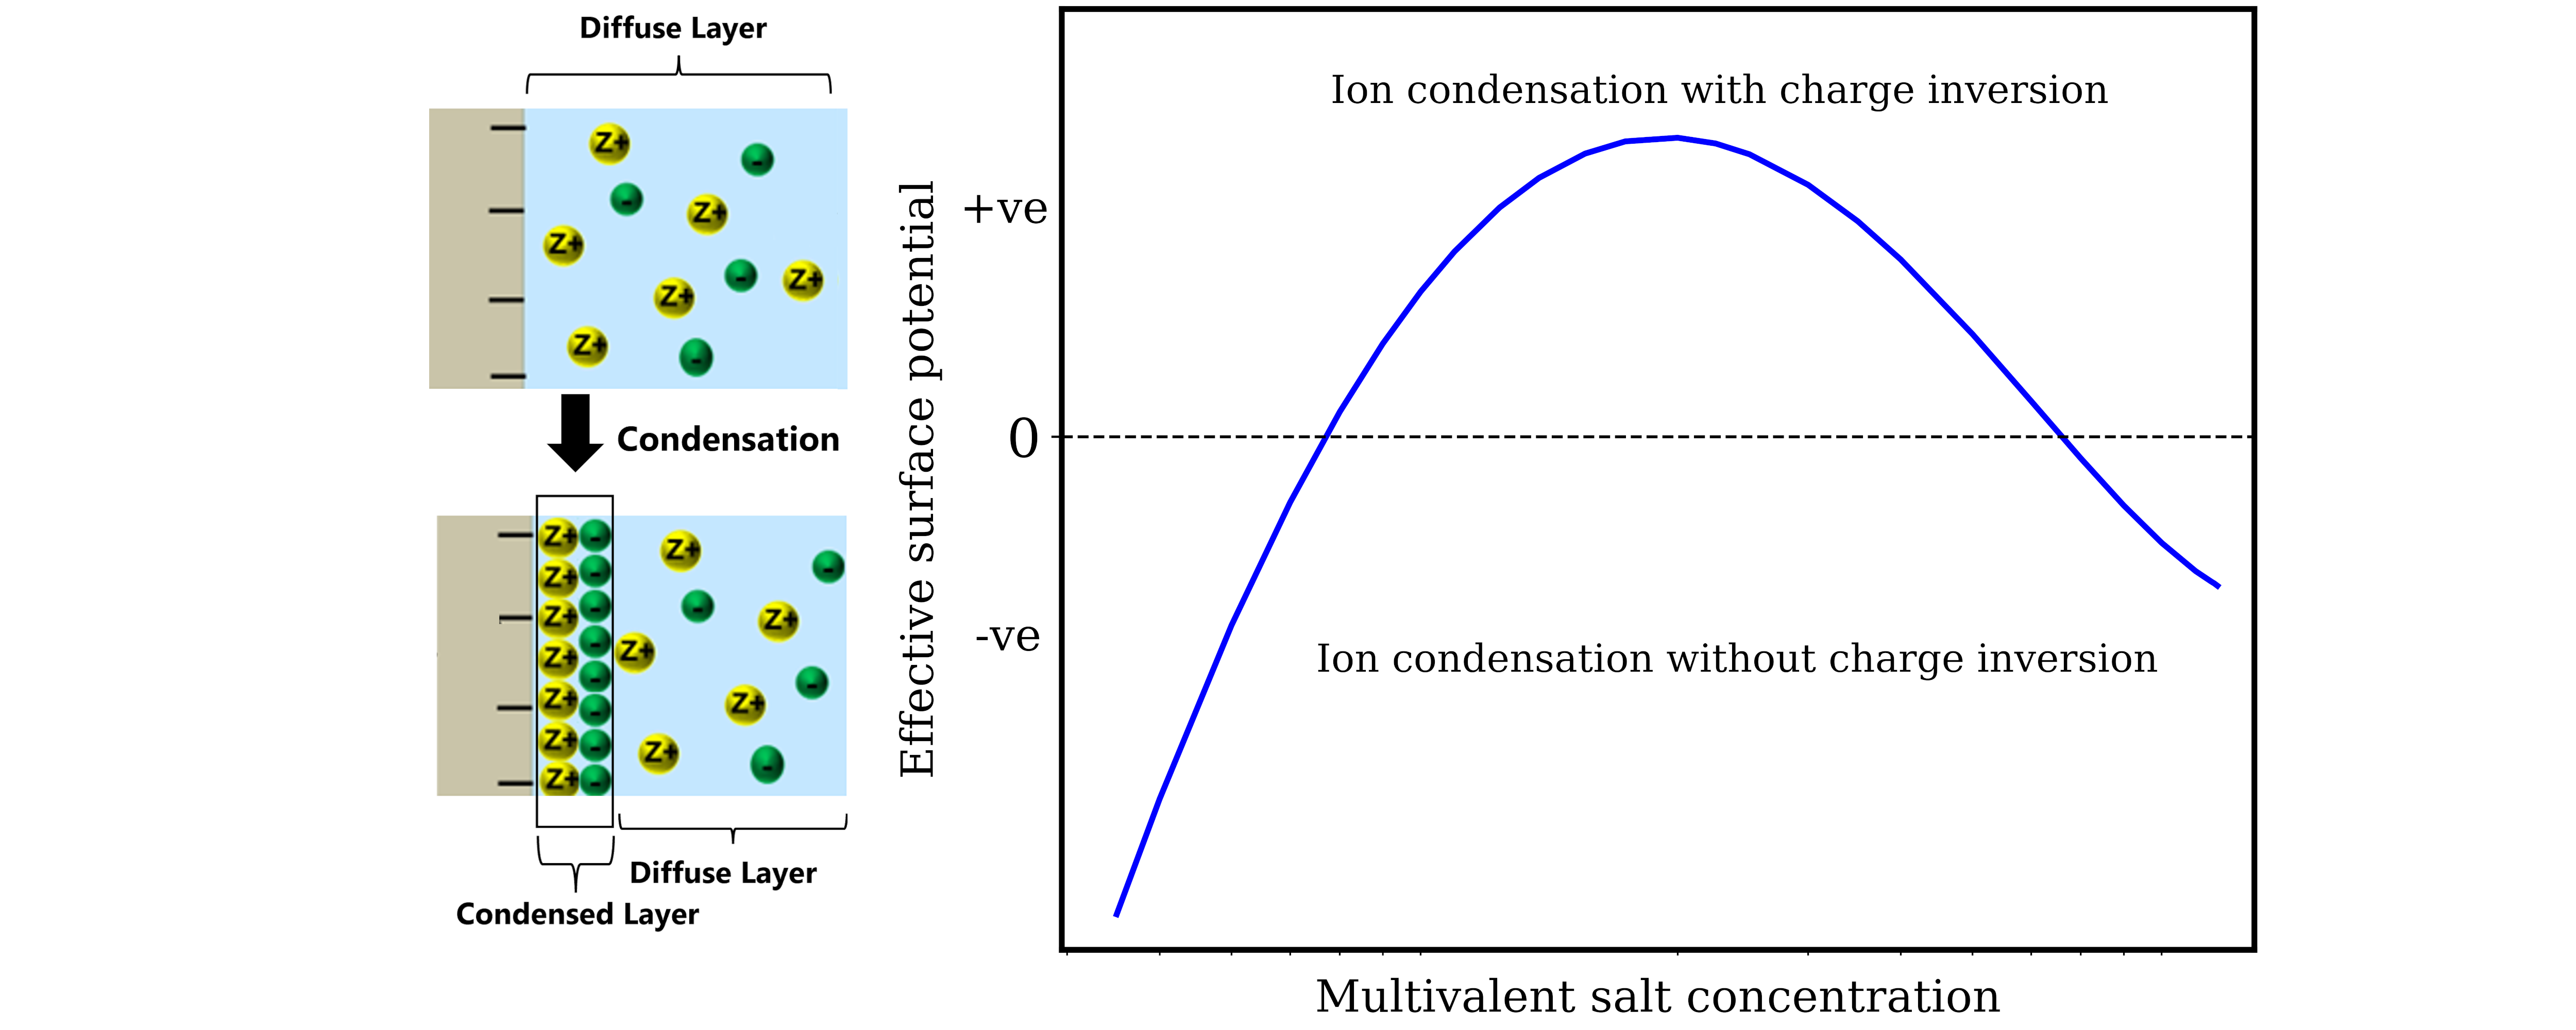 Diffuse Layer
Z+
-
-
Z+
Z+
-
Z+
Z+
Z+
-
Condensation
Z+ -
Z+ -
Z+ -
Z+ -
Z+ -
Z+ -
Z+ -
-
Z+
-
-
Z+
Z+
-
Z+
Z+
-
Diffuse Layer
Condensed Layer
Effective surface potential
+ve
0
-ve
Ion condensation with charge inversion
Ion condensation without charge inversion
Multivalent salt concentration